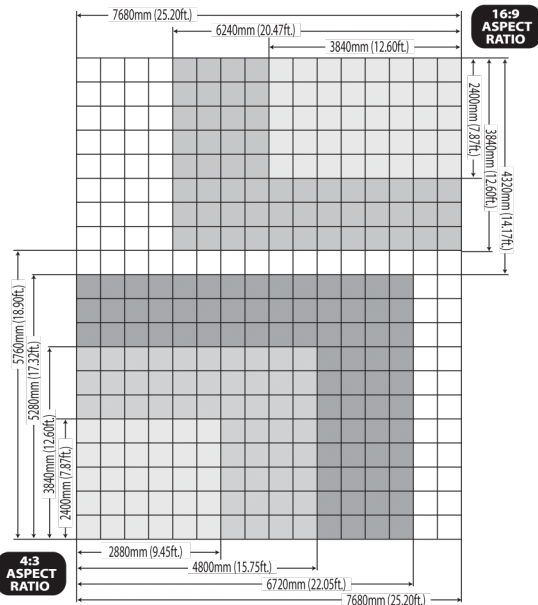 7680mm (25.20ft.)
16:9
ASPECT
RATIO
6240mm (20.47ft.)
3840mm (12.60ft.)
2400mm (7.87ft.)
3840mm (12.60ft.)
4320mm (14.17ft.)
5760mm (18.90ft.)
5280mm (17.32ft.)
3840mm (12.60ft.)
2400mm (7.87ft.)
4:3
ASPECT
RATIO
2880mm (9.45ft.)
4800mm (15.75ft.)
6720mm (22.05ft.)
7680mm (25.20ft.)